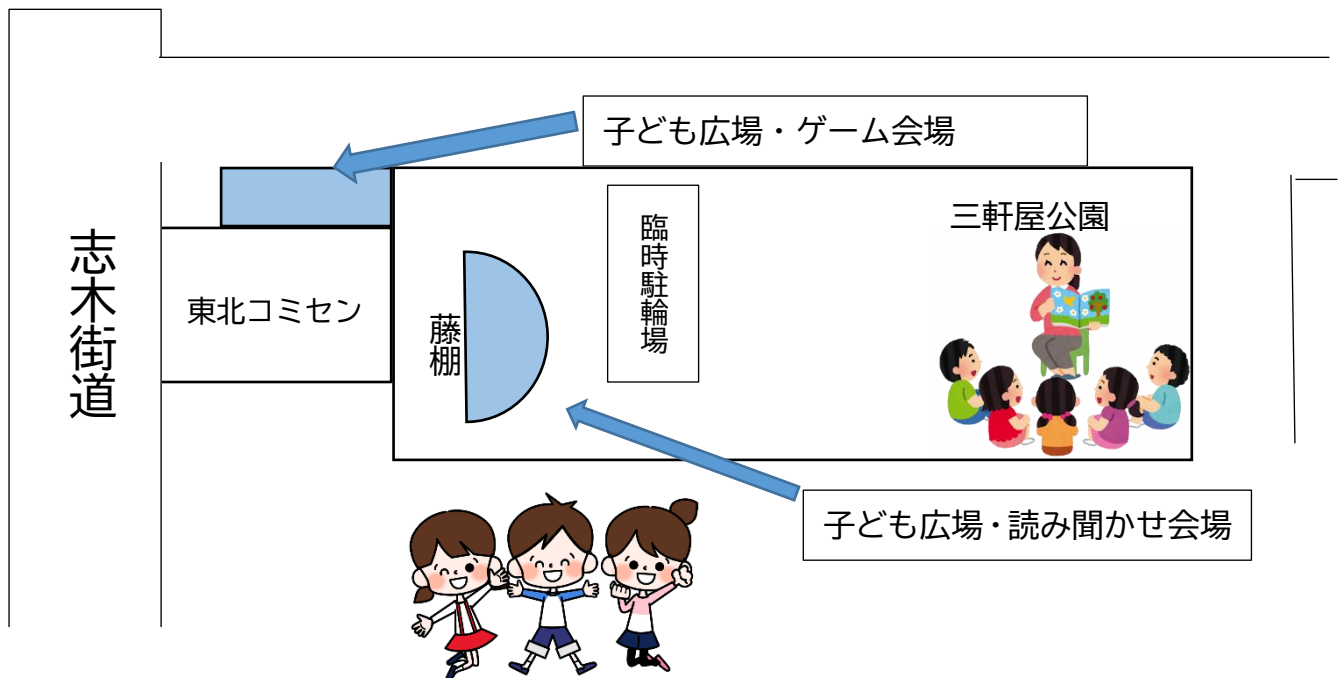 子ども広場・ゲーム会場
三軒屋公園
臨時駐輪場
志木街道
東北コミセン
藤棚
子ども広場・読み聞かせ会場